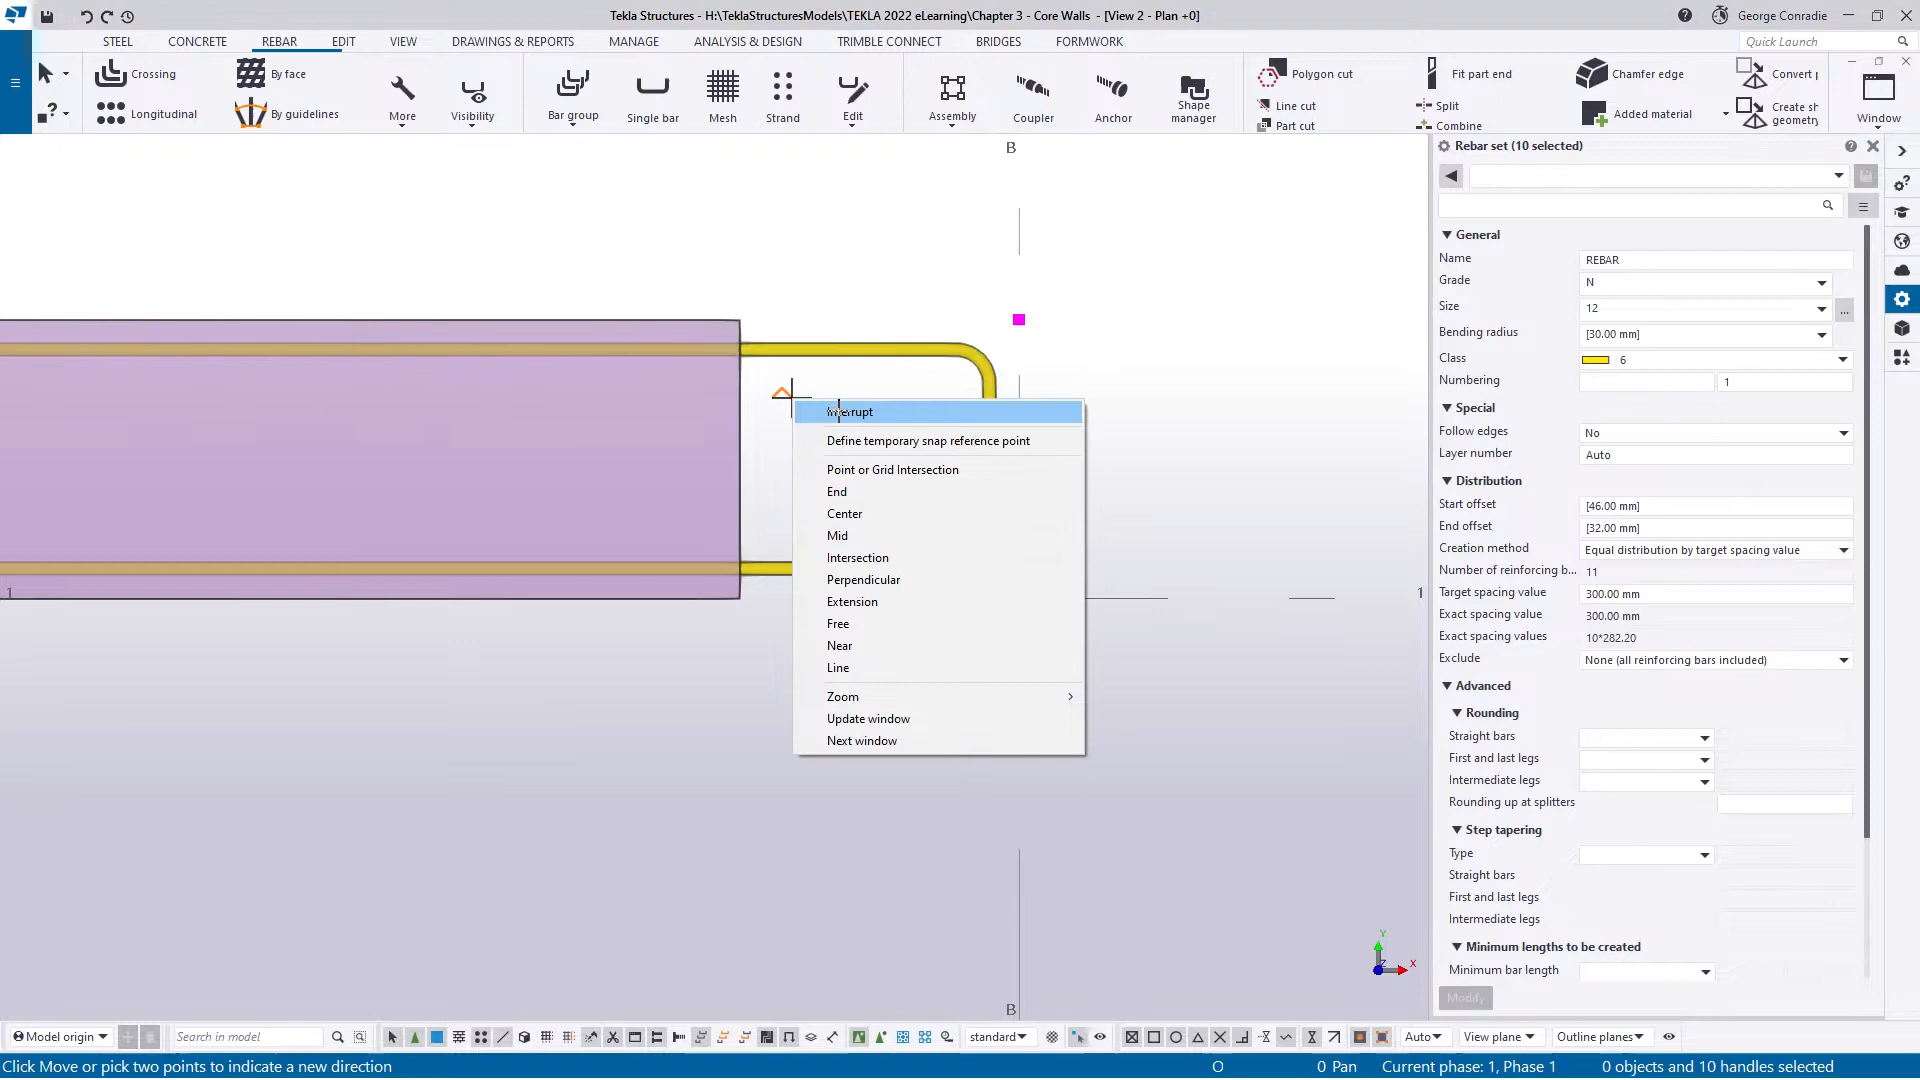 Tekla Structures - H:\TeklaStructuresModels\TEKLA 2022 eLearning\Chapter 3 - Core Walls - [View 2 - Plan +0]
George Conradie
STEEL CONCRETE REBAR EDIT VIEW DRAWINGS & REPORTS MANAGE ANALYSIS & DESIGN TRIMBLE CONNECT BRIDGES FORMWORK
Quick Launch
Crossing
Longitudinal
By face
By guidelines
More
Visibility
Bar group
Single bar
Mesh
Strand
Edit
Assembly
Coupler
Anchor
Shape
manager
Polygon cut
Line cut
Part cut
Fit part end
Split
Combine
Chamfer edge
Added material
Convert
Create sh
geometry
Window
B
1
1
B
Interrupt
Define temporary snap reference point
Point or Grid Intersection
End
Center
Mid
Intersection
Perpendicular
Extension
Free
Near
Line
Zoom
Update window
Next window
Y
X
Z
Rebar set (10 selected)
General
Name REBAR
Grade N
Size 12 ...
Bending radius [30.00 mm]
Class 6
Numbering 1
Special
Follow edges No
Layer number Auto
Distribution
Start offset [46.00 mm]
End offset [32.00 mm]
Creation method Equal distribution by target spacing value
Number of reinforcing b... 11
Target spacing value 300.00 mm
Exact spacing value 300.00 mm
Exact spacing values 10*282.20
Exclude None (all reinforcing bars included)
Advanced
Rounding
Straight bars
First and last legs
Intermediate legs
Rounding up at splitters
Step tapering
Type
Straight bars
First and last legs
Intermediate legs
Minimum lengths to be created
Minimum bar length
Modify
Model origin Search in model standard Auto View plane Outline planes
Click Move or pick two points to indicate a new direction O 0 Pan Current phase: 1, Phase 1 0 objects and 10 handles selected